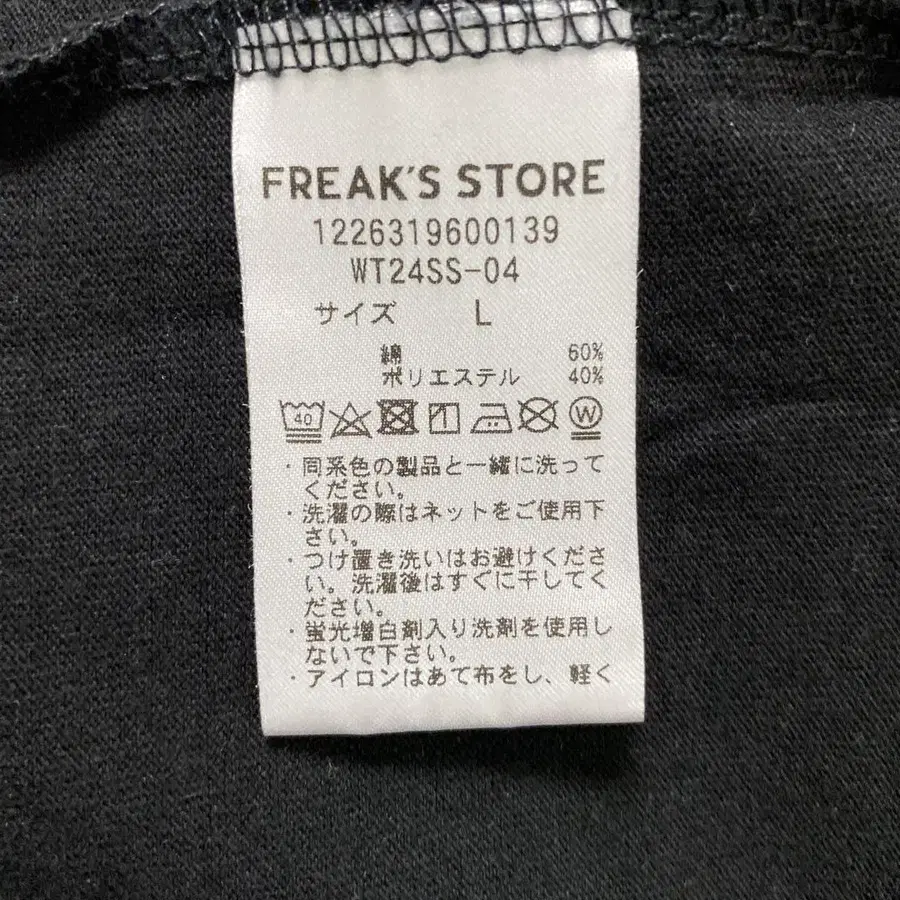 FREAK'S STORE
1226319600139
WT24SS-04
サイズ L
綿 60%
ポリエステル 40%
40 W
・同系色の製品と一緒に洗って
ください。
・洗濯の際はネットをご使用下
さい。
・つけ置き洗いはお避けくださ
い。洗濯後はすぐに干してく
ださい。
・蛍光増白剤入り洗剤を使用し
ないで下さい。
・アイロンはあて布をし、軽く